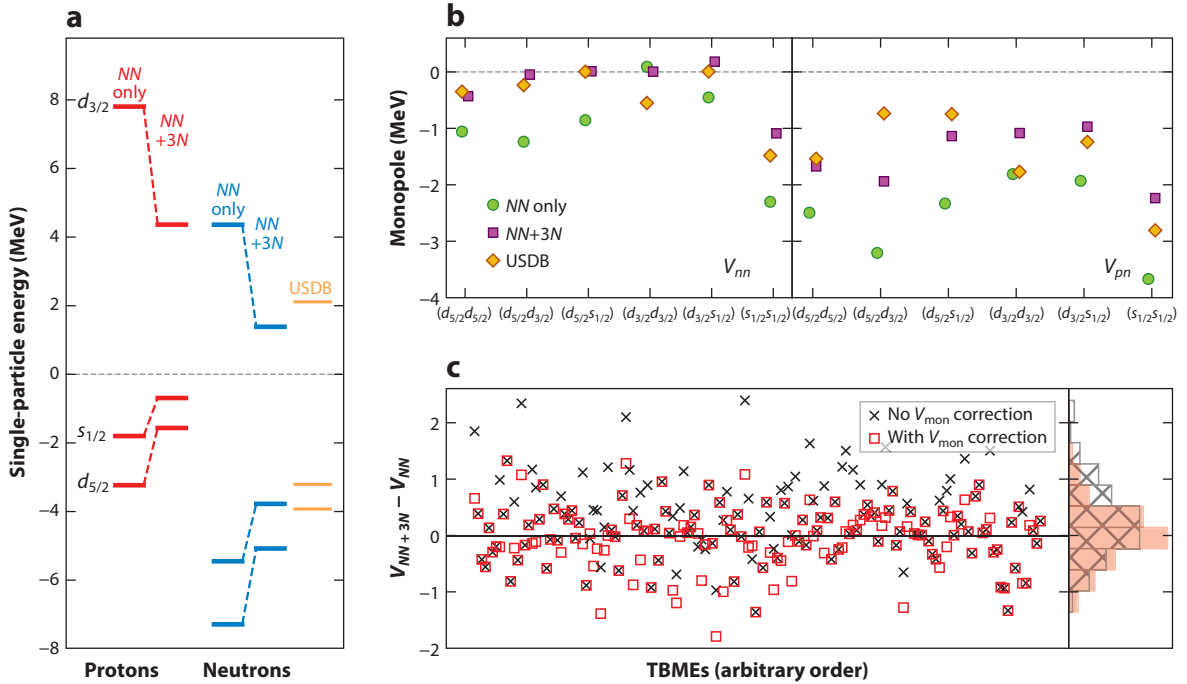 a
Single-particle energy (MeV)
8
6
4
2
0
−2
−4
−6
−8
NN
only
d3/2
NN
+3N
NN
only
NN
+3N
USDB
s1/2
d5/2
Protons
Neutrons
b
Monopole (MeV)
0
−1
−2
−3
−4
NN only
NN+3N
USDB
Vnn
Vpn
(d5/2d5/2) (d5/2d3/2) (d5/2s1/2) (d3/2d3/2) (d3/2s1/2) (s1/2s1/2) (d5/2d5/2) (d5/2d3/2) (d5/2s1/2) (d3/2d3/2) (d3/2s1/2) (s1/2s1/2)
c
VNN + 3N − VNN
2
1
0
−1
−2
No Vmon correction
With Vmon correction
TBMEs (arbitrary order)